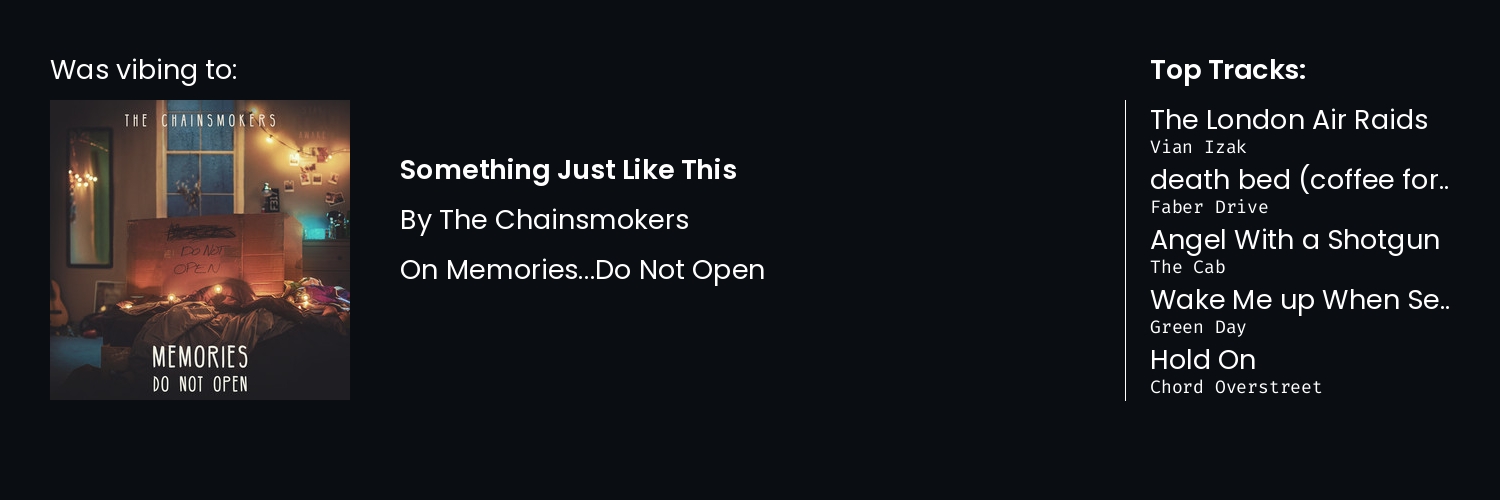 Was vibing to:
THE CHAINSMOKERS
DO NOT
OPEN
MEMORIES
DO NOT OPEN
Something Just Like This
By The Chainsmokers
On Memories...Do Not Open
Top Tracks:
The London Air Raids
Vian Izak
death bed (coffee for..
Faber Drive
Angel With a Shotgun
The Cab
Wake Me up When Se..
Green Day
Hold On
Chord Overstreet